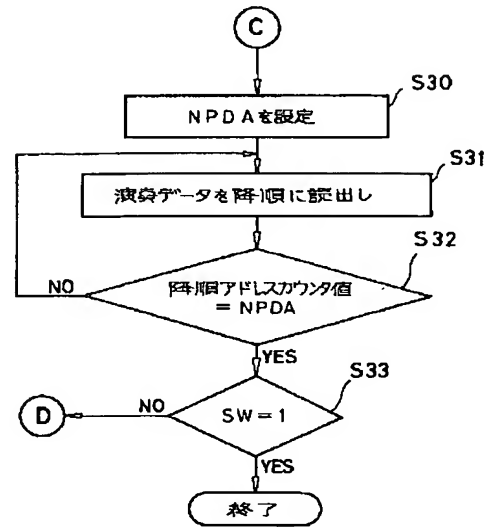 C
S30
NPDAを設定
S31
演奏データを降順に読出し
S32
降順アドレスカウンタ値
= NPDA
NO
YES
S33
D
NO
SW = 1
YES
終了